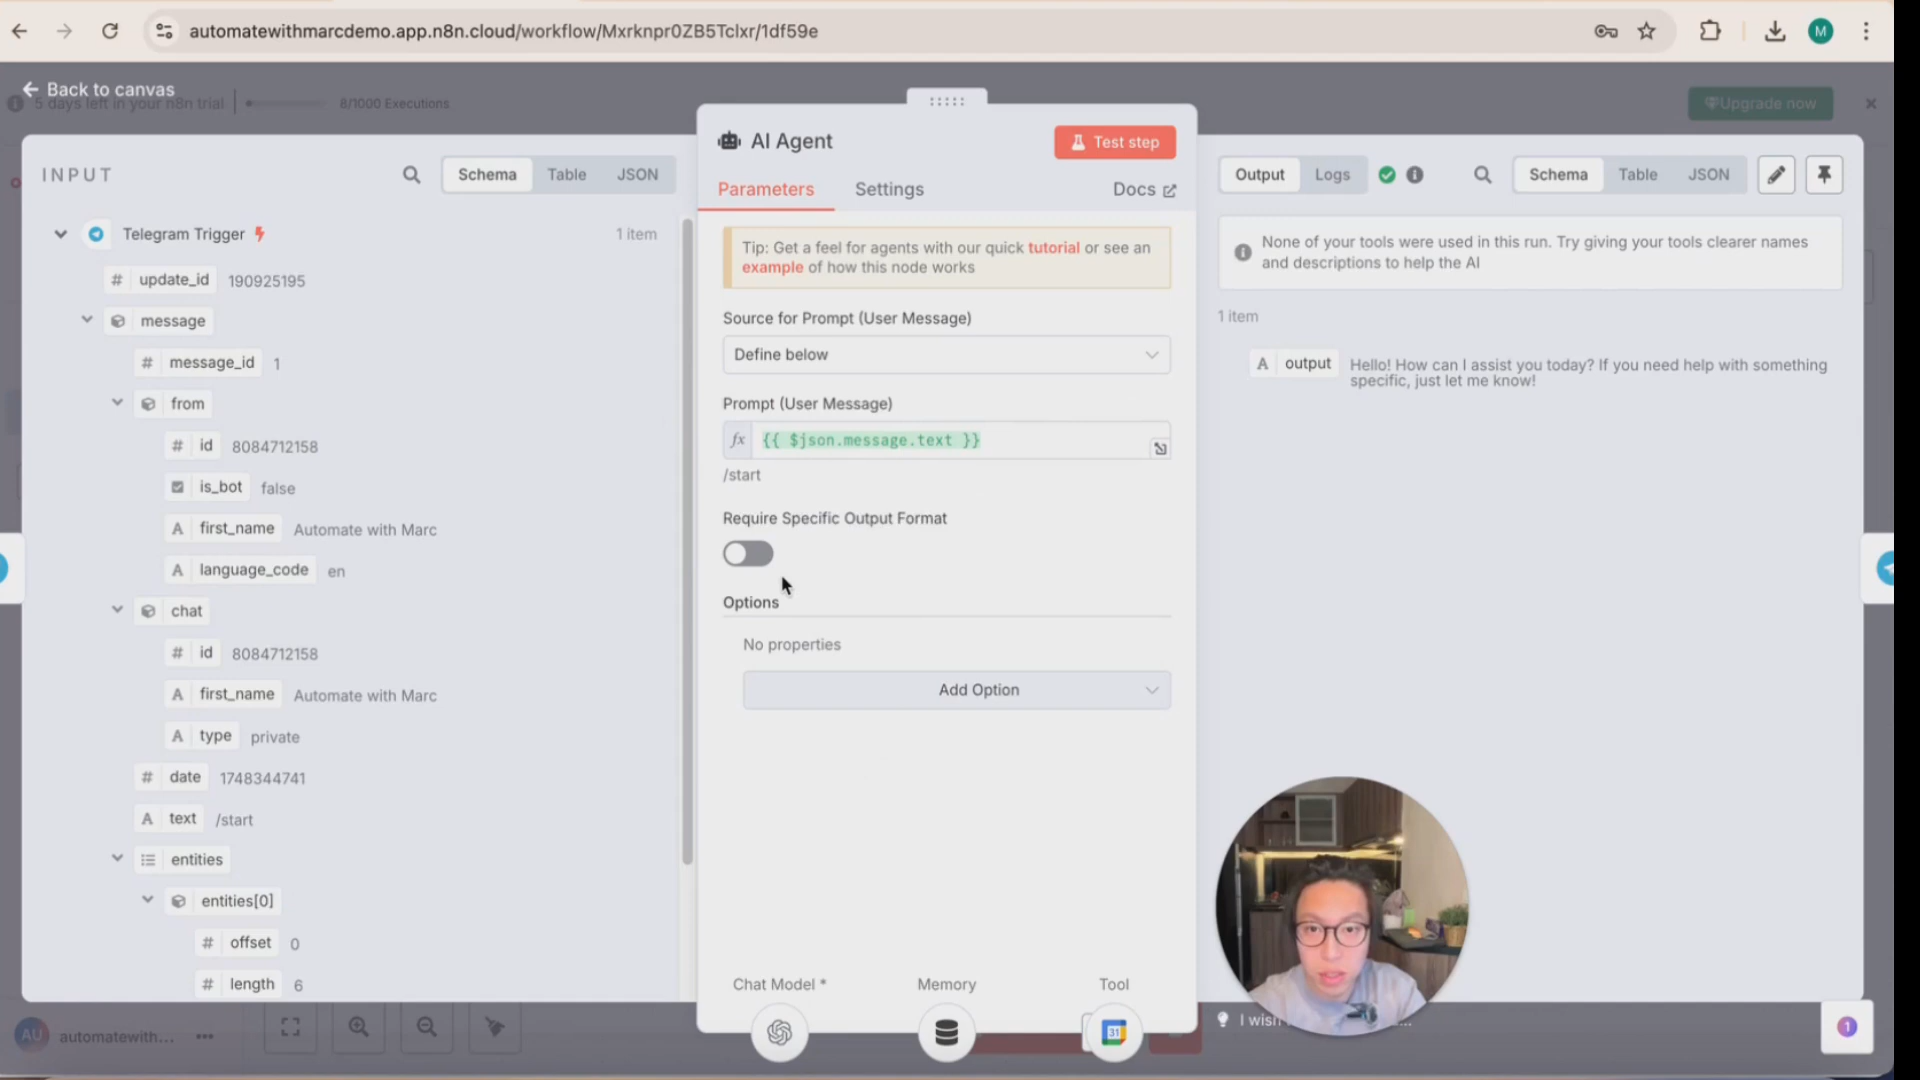 automatewithmarcdemo.app.n8n.cloud/workflow/Mxrknpr0ZB5Tclxr/1df59e
M
Back to canvas
5 days left in your n8n trial
8/1000 Executions
Upgrade now
INPUT
Schema
Table
JSON
Telegram Trigger
1 item
# update_id 190925195
message
# message_id 1
from
# id 8084712158
is_bot false
A first_name Automate with Marc
A language_code en
chat
# id 8084712158
A first_name Automate with Marc
A type private
# date 1748344741
A text /start
entities
entities[0]
# offset 0
# length 6
AI Agent
Test step
Parameters
Settings
Docs
Tip: Get a feel for agents with our quick tutorial or see an
example of how this node works
Source for Prompt (User Message)
Define below
Prompt (User Message)
fx {{ $json.message.text }}
/start
Require Specific Output Format
Options
No properties
Add Option
Chat Model *
Memory
Tool
31
Output
Logs
Schema
Table
JSON
None of your tools were used in this run. Try giving your tools clearer names
and descriptions to help the AI
1 item
A output Hello! How can I assist you today? If you need help with something
specific, just let me know!
AU
automatewith...
I wish
1